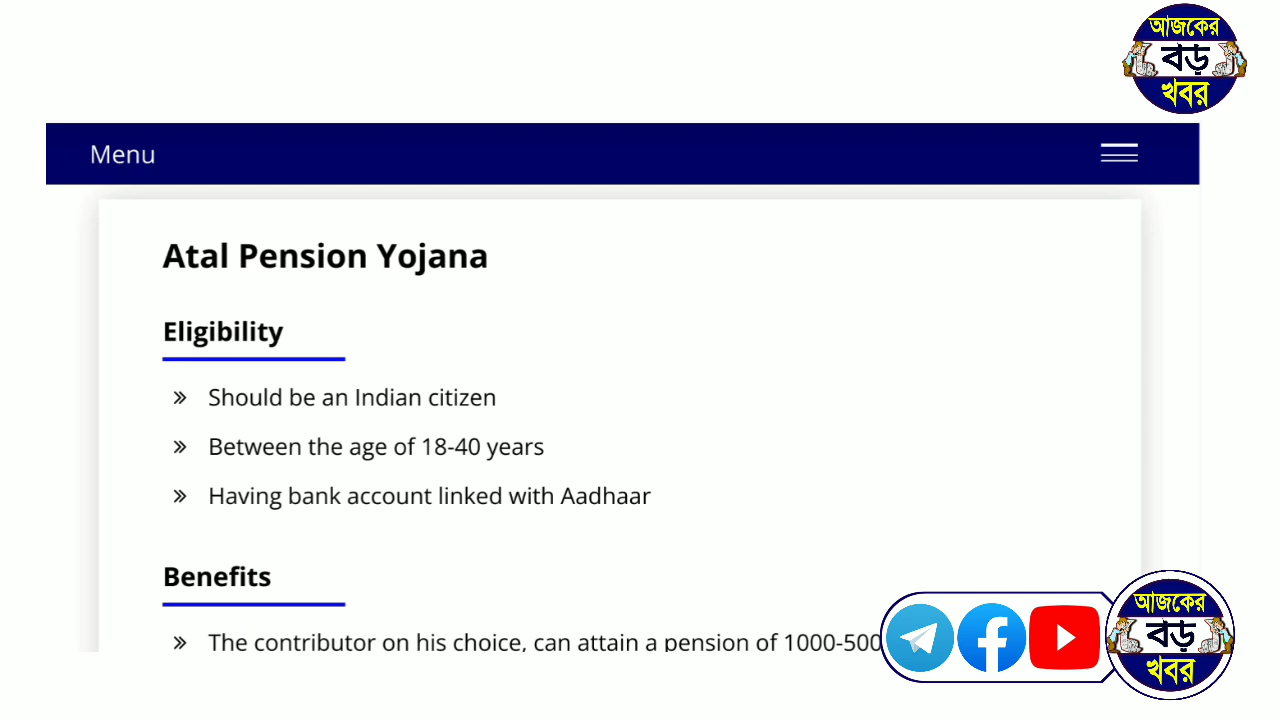 আজকের
বড়
খবর
Menu
Atal Pension Yojana
Eligibility
» Should be an Indian citizen
» Between the age of 18-40 years
» Having bank account linked with Aadhaar
Benefits
» The contributor on his choice, can attain a pension of 1000-500
আজকের
বড়
খবর